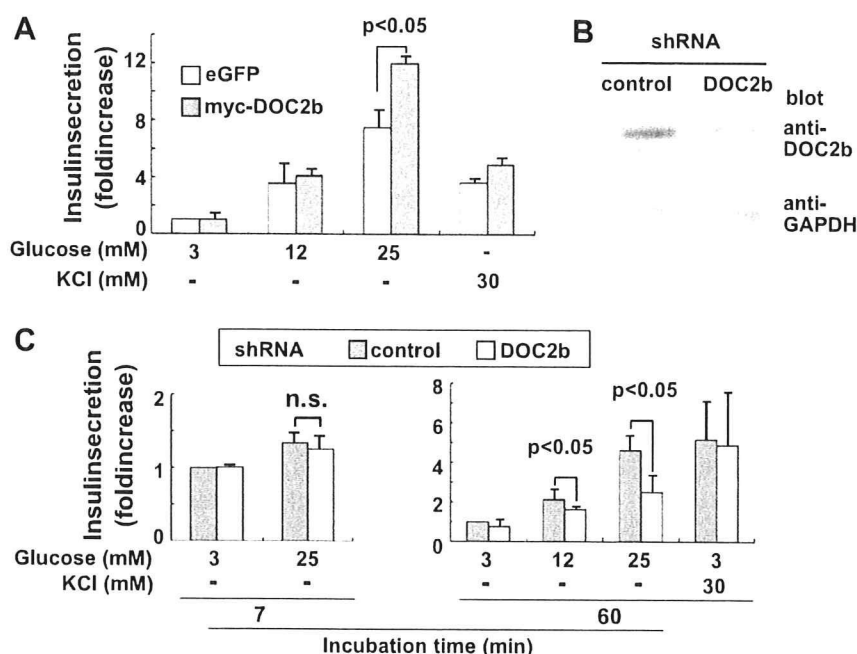 A
Insulinsecretion
(foldincrease)
12
8
4
0
eGFP
myc-DOC2b
p<0.05
Glucose (mM) 3 12 25 -
KCl (mM) - - - 30
B
shRNA
control DOC2b
blot
anti-
DOC2b
anti-
GAPDH
C
shRNA control DOC2b
Insulinsecretion
(foldincrease)
2
1
0
n.s.
8
6
4
2
0
p<0.05
p<0.05
Glucose (mM) 3 25 3 12 25 3
KCl (mM) - - - - - 30
7 60
Incubation time (min)